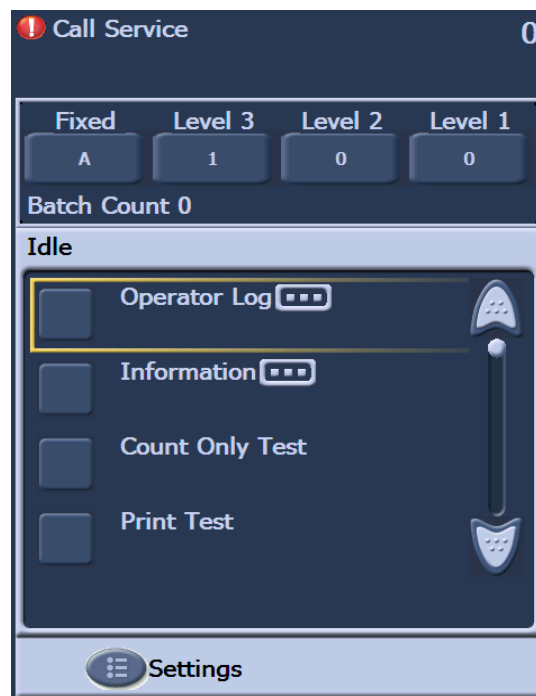 Call Service 0
Fixed Level 3 Level 2 Level 1
A 1 0 0
Batch Count 0
Idle
Operator Log
Information
Count Only Test
Print Test
Settings